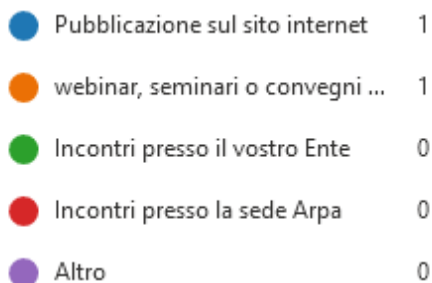 Pubblicazione sul sito internet 1
webinar, seminari o convegni ... 1
Incontri presso il vostro Ente 0
Incontri presso la sede Arpa 0
Altro 0